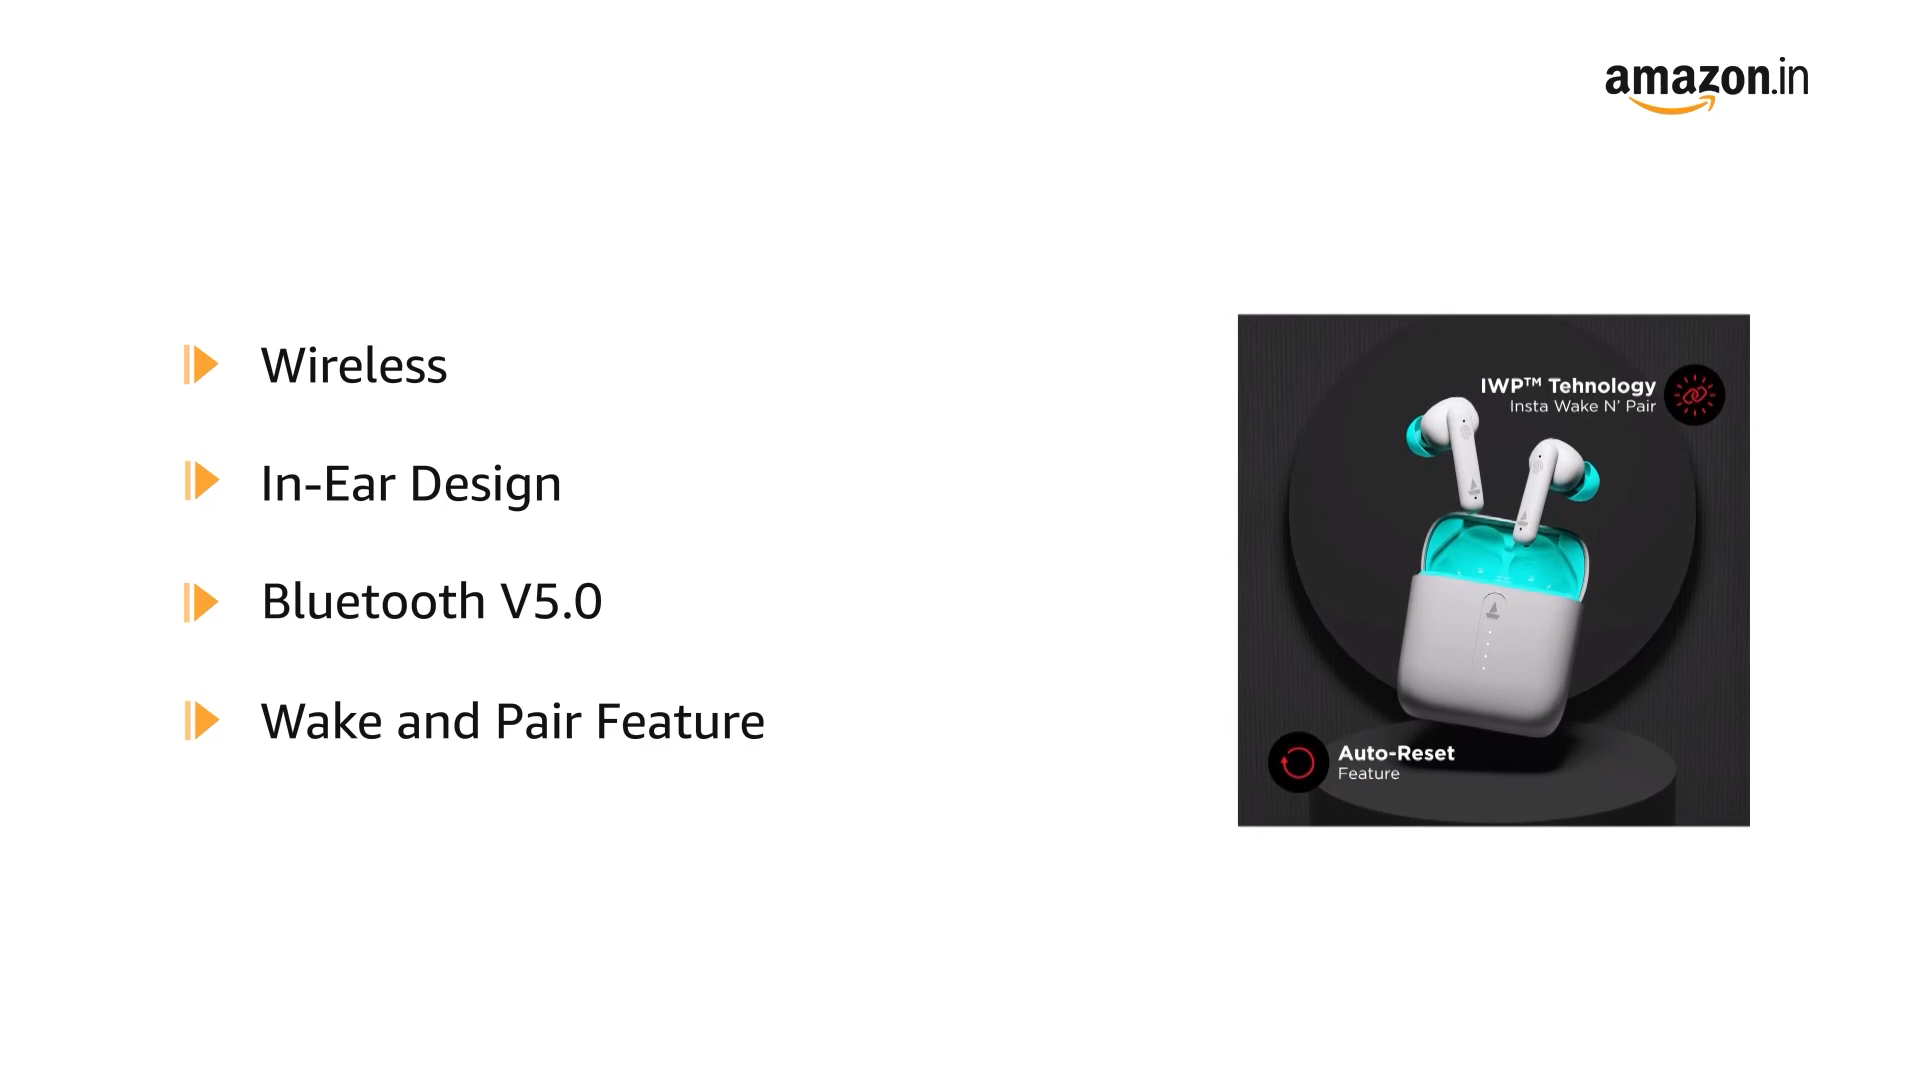 amazon.in
Wireless
In-Ear Design
Bluetooth V5.0
Wake and Pair Feature
IWP™ Tehnology
Insta Wake N' Pair
Auto-Reset
Feature